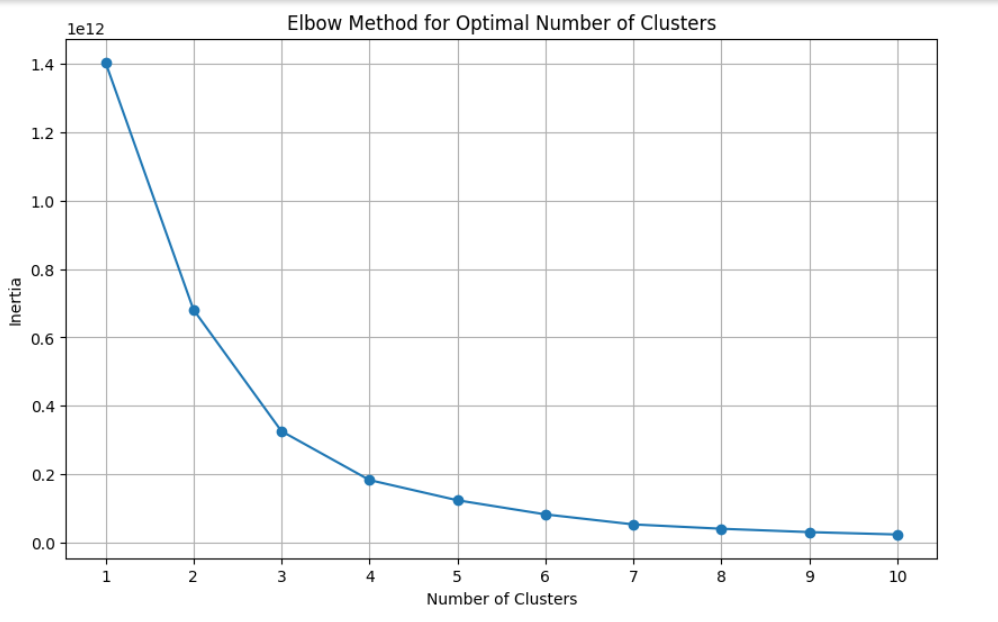 Elbow Method for Optimal Number of Clusters
1e12
1.4
1.2
1.0
0.8
0.6
0.4
0.2
0.0
Inertia
1 2 3 4 5 6 7 8 9 10
Number of Clusters